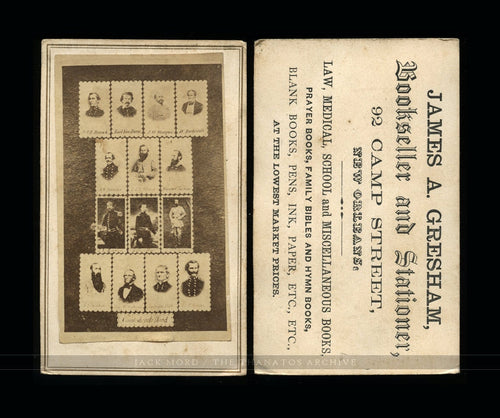 JAMES A. GRESHAM,
Bookseller and Stationer,
92 CAMP STREET,
NEW ORLEANS.
LAW, MEDICAL, SCHOOL and MISCELLANEOUS BOOKS,
PRAYER BOOKS, FAMILY BIBLES AND HYMN BOOKS,
BLANK BOOKS, PENS, INK, PAPER, ETC., ETC.,
AT THE LOWEST MARKET PRICES.
JACK MORD / THE THANATOS ARCHIVE